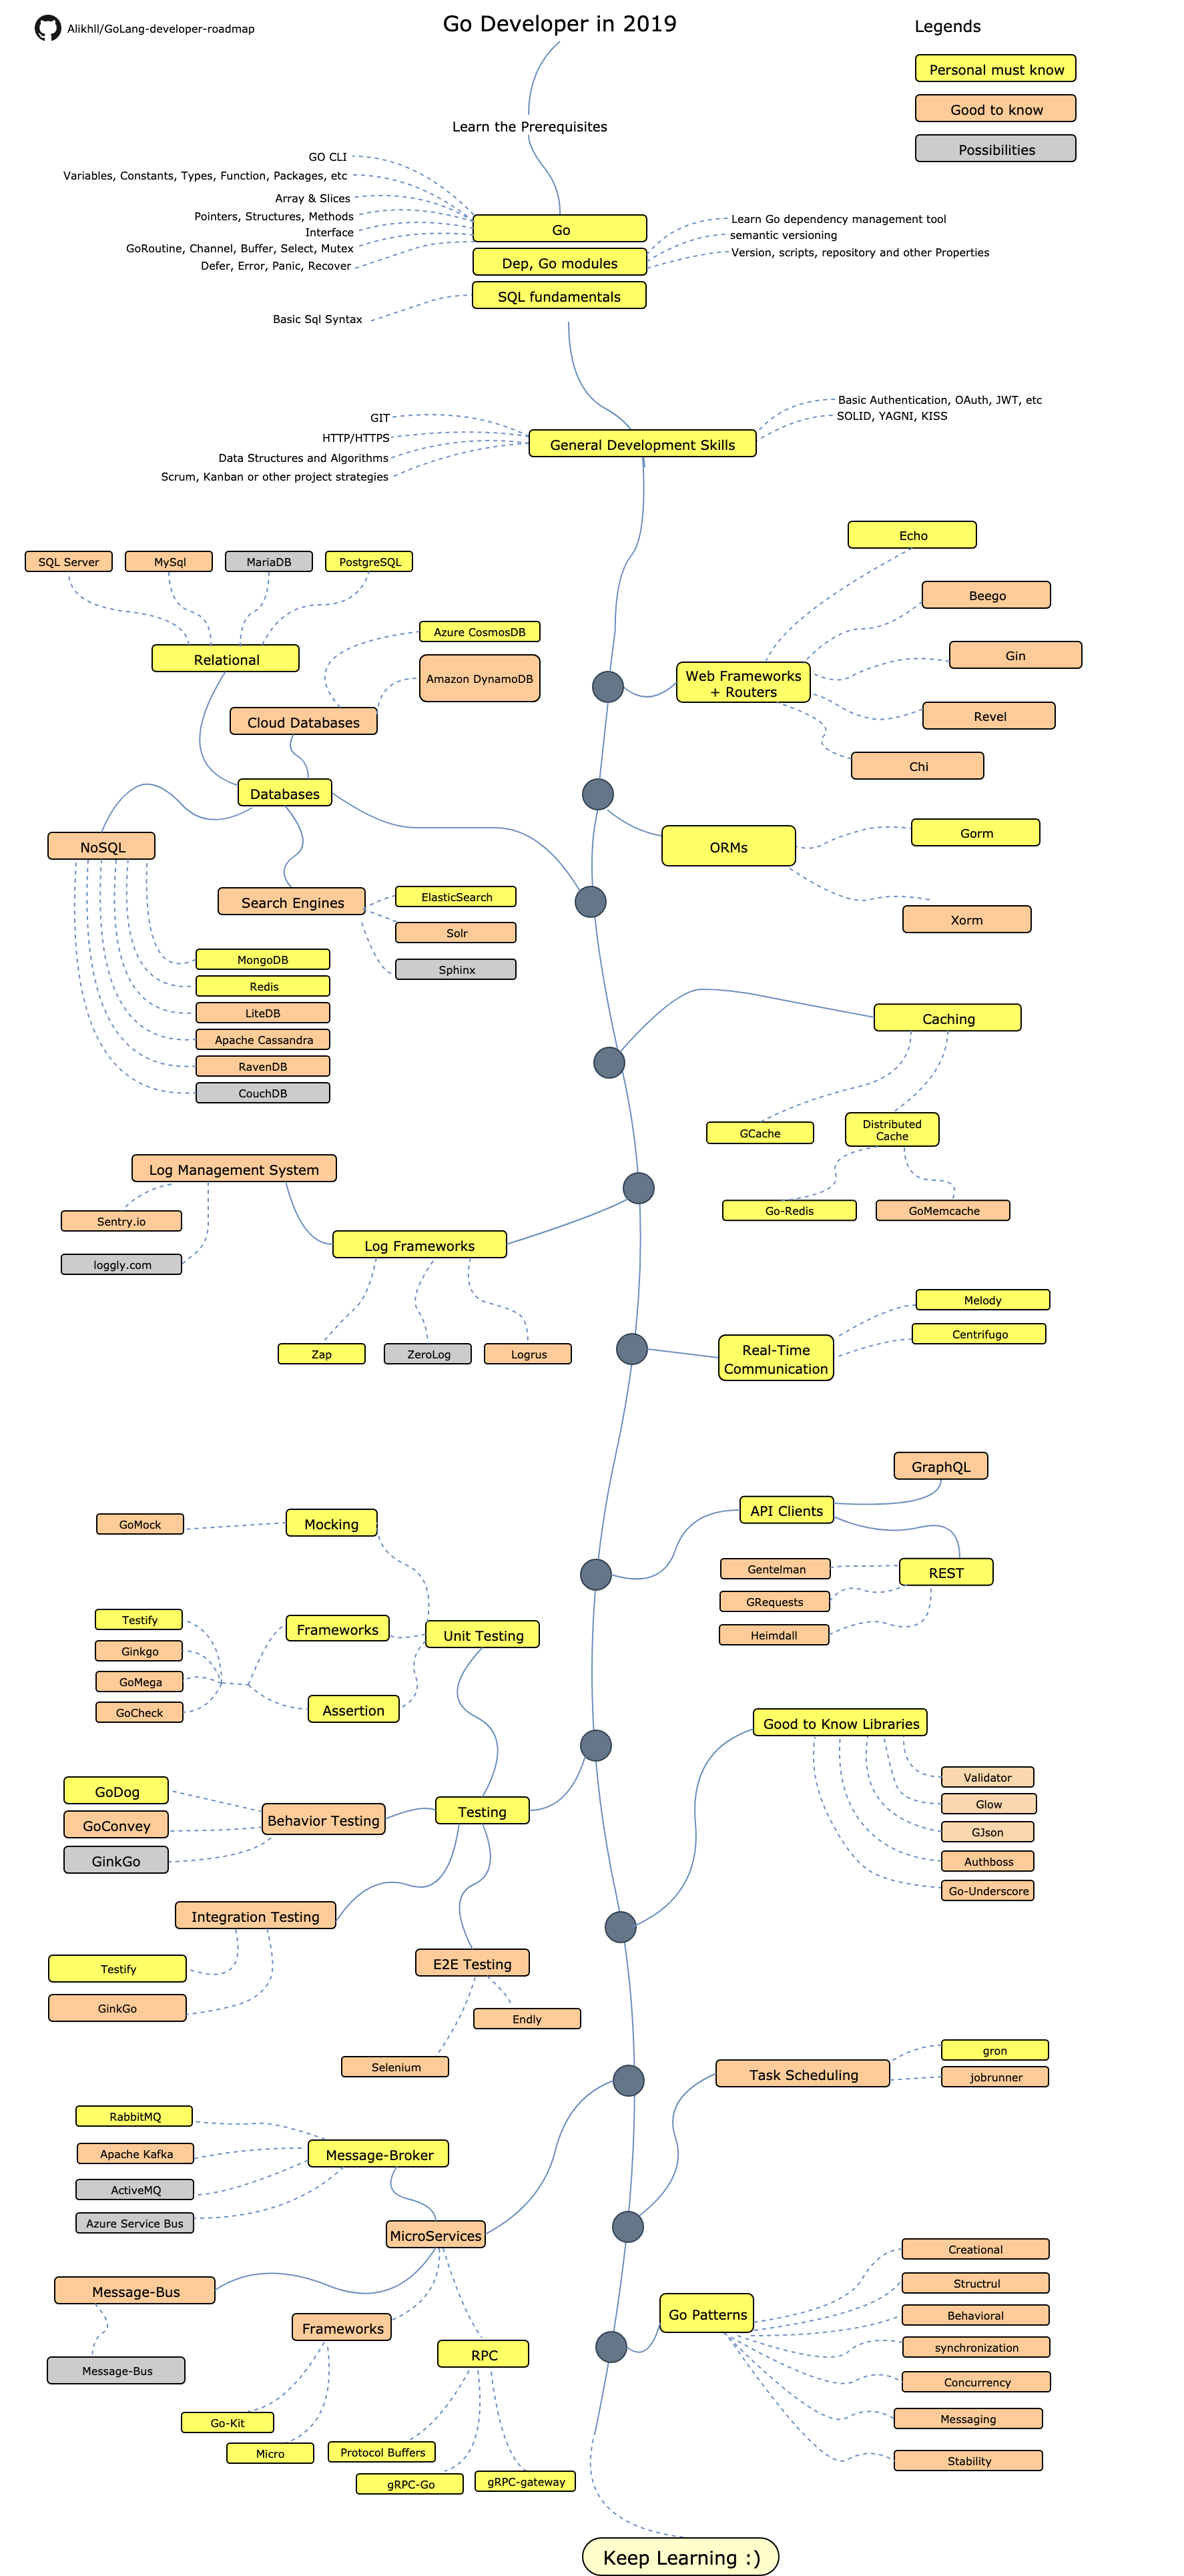 Alikhll/GoLang-developer-roadmap
Go Developer in 2019
Legends
Personal must know
Good to know
Possibilities
Learn the Prerequisites
GO CLI
Variables, Constants, Types, Function, Packages, etc
Array & Slices
Pointers, Structures, Methods
Interface
GoRoutine, Channel, Buffer, Select, Mutex
Defer, Error, Panic, Recover
Go
Dep, Go modules
SQL fundamentals
Learn Go dependency management tool
semantic versioning
Version, scripts, repository and other Properties
Basic Sql Syntax
GIT
HTTP/HTTPS
Data Structures and Algorithms
Scrum, Kanban or other project strategies
General Development Skills
Basic Authentication, OAuth, JWT, etc
SOLID, YAGNI, KISS
Echo
Beego
Gin
Revel
Chi
Web Frameworks
+ Routers
SQL Server
MySql
MariaDB
PostgreSQL
Relational
Azure CosmosDB
Amazon DynamoDB
Cloud Databases
Databases
ORMs
Gorm
Xorm
NoSQL
Search Engines
ElasticSearch
Solr
Sphinx
MongoDB
Redis
LiteDB
Apache Cassandra
RavenDB
CouchDB
Caching
GCache
Distributed
Cache
Go-Redis
GoMemcache
Log Management System
Sentry.io
loggly.com
Log Frameworks
Zap
ZeroLog
Logrus
Real-Time
Communication
Melody
Centrifugo
GraphQL
API Clients
REST
Gentelman
GRequests
Heimdall
GoMock
Mocking
Testify
Ginkgo
GoMega
GoCheck
Frameworks
Unit Testing
Assertion
Good to Know Libraries
Validator
Glow
GJson
Authboss
Go-Underscore
GoDog
GoConvey
GinkGo
Behavior Testing
Testing
Integration Testing
Testify
GinkGo
E2E Testing
Endly
Selenium
Task Scheduling
gron
jobrunner
RabbitMQ
Apache Kafka
ActiveMQ
Azure Service Bus
Message-Broker
MicroServices
Message-Bus
Message-Bus
Frameworks
RPC
Go-Kit
Micro
Protocol Buffers
gRPC-Go
gRPC-gateway
Go Patterns
Creational
Structrul
Behavioral
synchronization
Concurrency
Messaging
Stability
Keep Learning :)